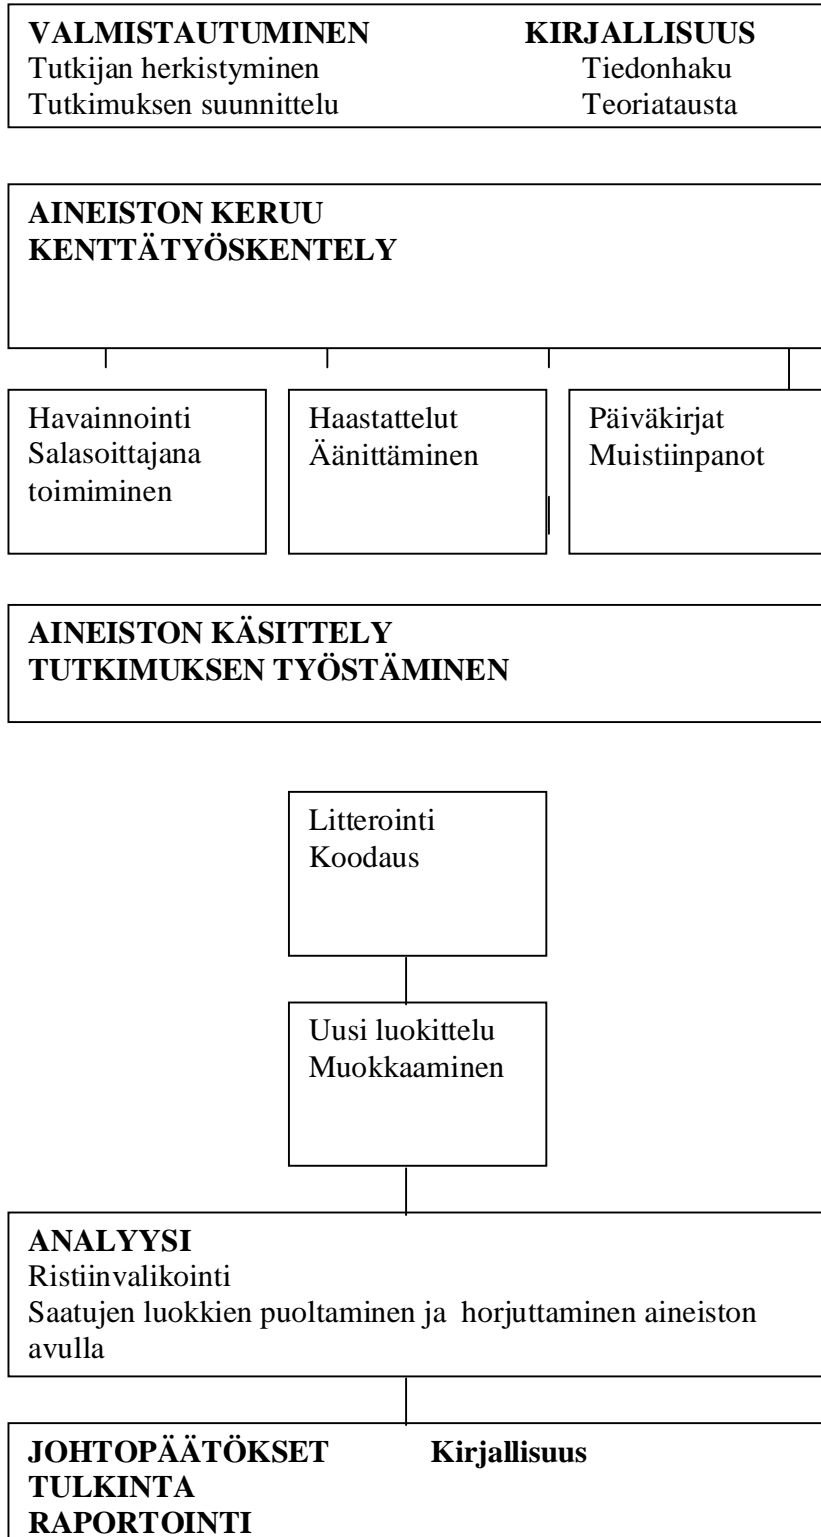 VALMISTAUTUMINEN KIRJALLISUUS
Tutkijan herkistyminen Tiedonhaku
Tutkimuksen suunnittelu Teoriatausta
AINEISTON KERUU
KENTTÄTYÖSKENTELY
Havainnointi
Salasoittajana
toimiminen
Haastattelut
Äänittäminen
Päiväkirjat
Muistiinpanot
AINEISTON KÄSITTELY
TUTKIMUKSEN TYÖSTÄMINEN
Litterointi
Koodaus
Uusi luokittelu
Muokkaaminen
ANALYYSI
Ristiinvalikointi
Saatujen luokkien puoltaminen ja horjuttaminen aineiston
avulla
JOHTOPÄÄTÖKSET Kirjallisuus
TULKINTA
RAPORTOINTI